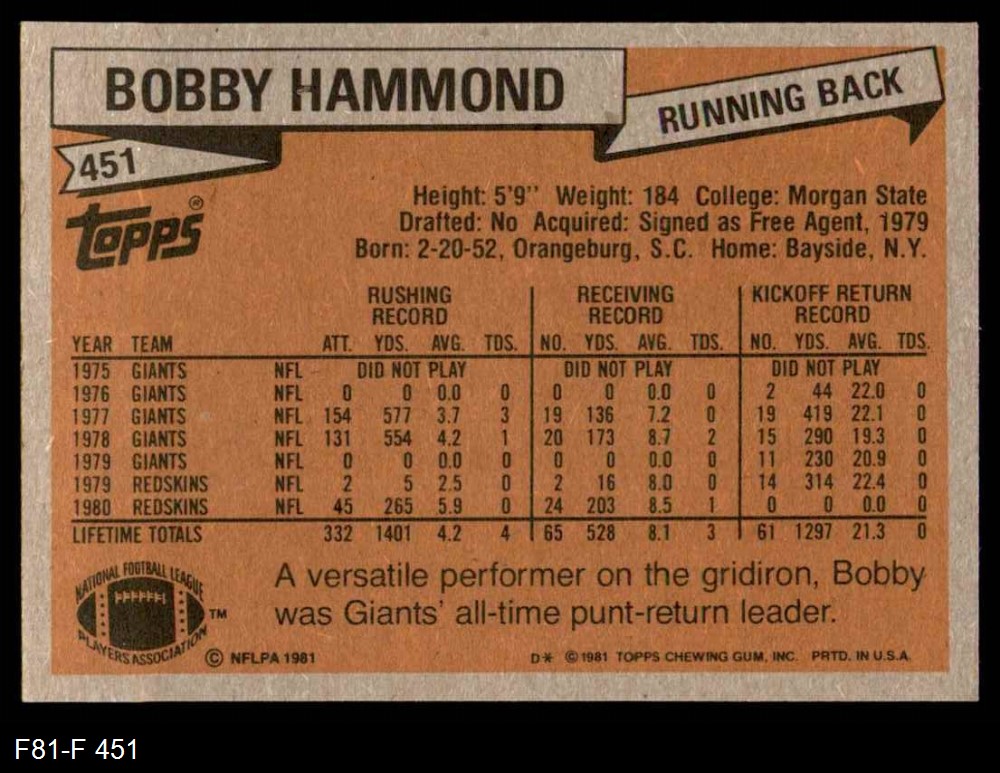 BOBBY HAMMOND
RUNNING BACK
451
Topps®
Height: 5'9" Weight: 184 College: Morgan State
Drafted: No Acquired: Signed as Free Agent, 1979
Born: 2-20-52, Orangeburg, S.C. Home: Bayside, N.Y.
RUSHING RECORD RECEIVING RECORD KICKOFF RETURN RECORD
YEAR TEAM ATT. YDS. AVG. TDS. NO. YDS. AVG. TDS. NO. YDS. AVG. TDS.
1975 GIANTS NFL DID NOT PLAY DID NOT PLAY DID NOT PLAY
1976 GIANTS NFL 0 0 0.0 0 0 0 0.0 0 2 44 22.0 0
1977 GIANTS NFL 154 577 3.7 3 19 136 7.2 0 19 419 22.1 0
1978 GIANTS NFL 131 554 4.2 1 20 173 8.7 2 15 290 19.3 0
1979 GIANTS NFL 0 0 0.0 0 0 0 0.0 0 11 230 20.9 0
1979 REDSKINS NFL 2 5 2.5 0 2 16 8.0 0 14 314 22.4 0
1980 REDSKINS NFL 45 265 5.9 0 24 203 8.5 1 0 0 0.0 0
LIFETIME TOTALS 332 1401 4.2 4 65 528 8.1 3 61 1297 21.3 0
NATIONAL FOOTBALL LEAGUE
PLAYERS ASSOCIATION
TM
A versatile performer on the gridiron, Bobby
was Giants' all-time punt-return leader.
© NFLPA 1981
D* © 1981 TOPPS CHEWING GUM, INC. PRTD. IN U.S.A.
F81-F 451